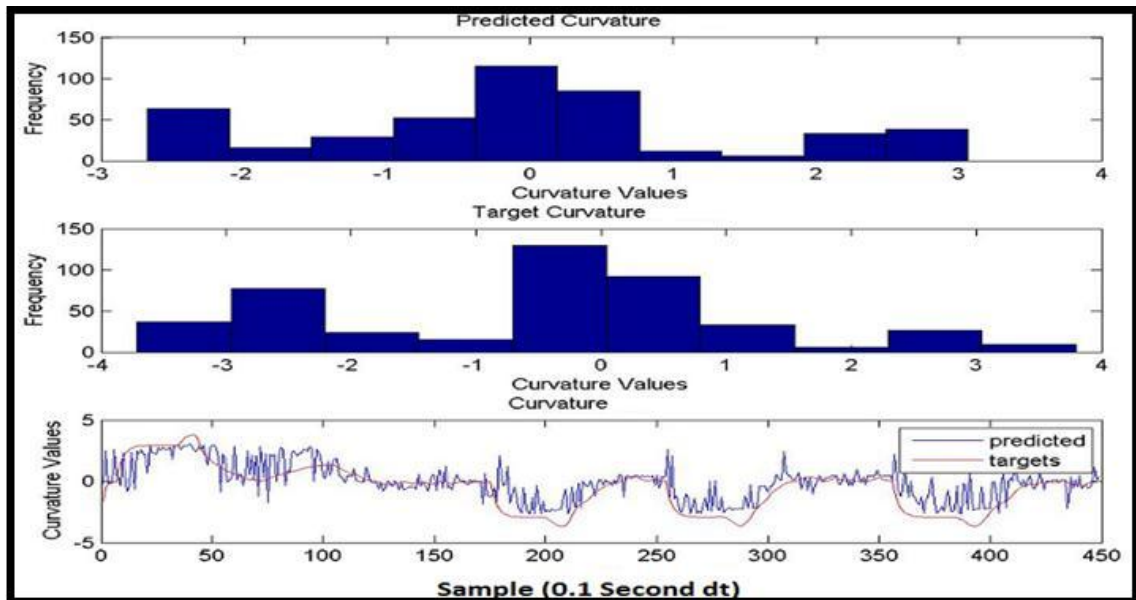 Predicted Curvature
150
100
50
0
Frequency
-3 -2 -1 0 1 2 3 4
Curvature Values
Target Curvature
150
100
50
0
Frequency
-4 -3 -2 -1 0 1 2 3 4
Curvature Values
Curvature
5
0
-5
Curvature Values
predicted
targets
0 50 100 150 200 250 300 350 400 450
Sample (0.1 Second dt)